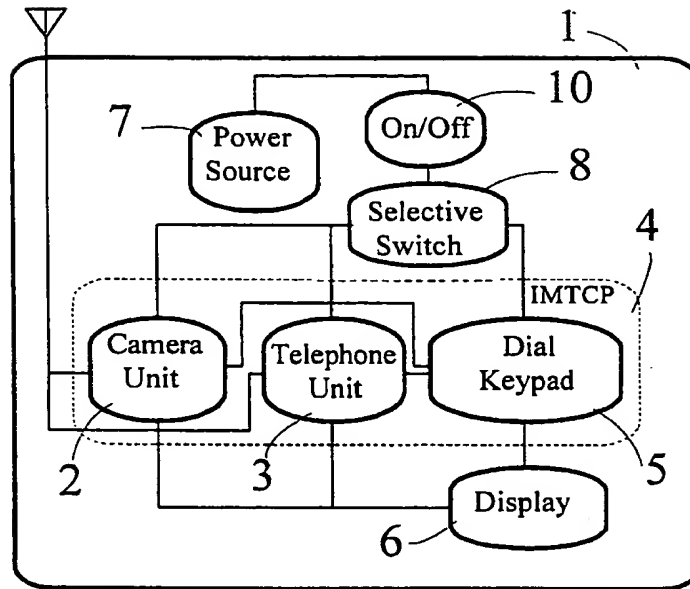 1
10
7
On/Off
Power
Source
8
Selective
Switch
4
IMTCP
Camera
Unit
Telephone
Unit
Dial
Keypad
2
3
5
Display
6